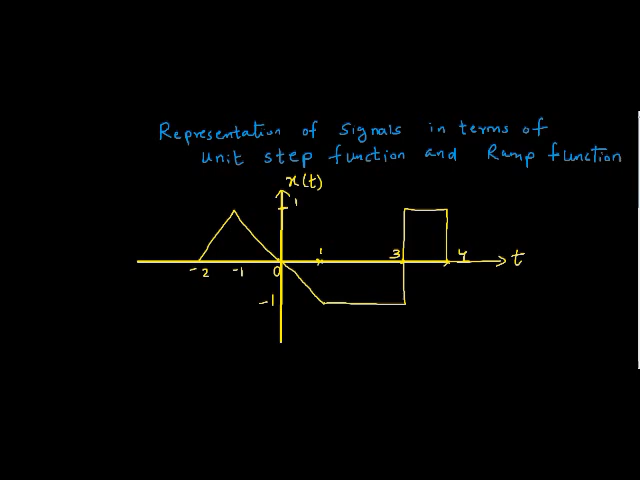 Representation of Signals in terms of
unit step function and Ramp function
x(t)
1
-2 -1 0 1 3 4 t
-1